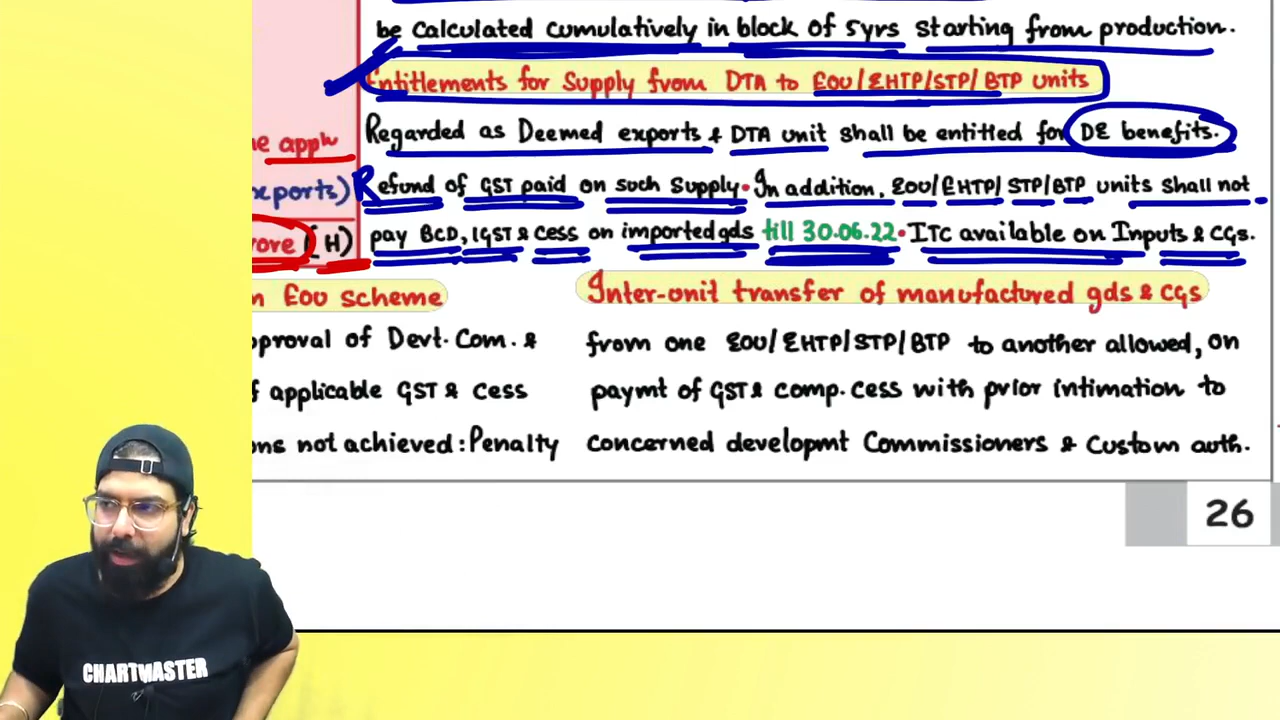 be calculated cumulatively in block of 5yrs starting from production.
Entitlements for Supply from DTA to EOU/EHTP/STP/BTP units
Regarded as Deemed exports & DTA unit shall be entitled for DE benefits.
he appln
xports)
Refund of GST paid on such supply • In addition, EOU/EHTP/STP/BTP units shall not
rore (H)
pay BCD, IGST & Cess on imported gds till 30.06.22 • ITC available on Inputs & CGs.
n EOU scheme
pproval of Devt. Com. &
f applicable GST & Cess
ons not achieved : Penalty
Inter-unit transfer of manufactured gds & CGs
from one EOU/EHTP/STP/BTP to another allowed, on
paymt of GST & comp. cess with prior intimation to
concerned developmt Commissioners & Custom auth.
26
CHARTMASTER